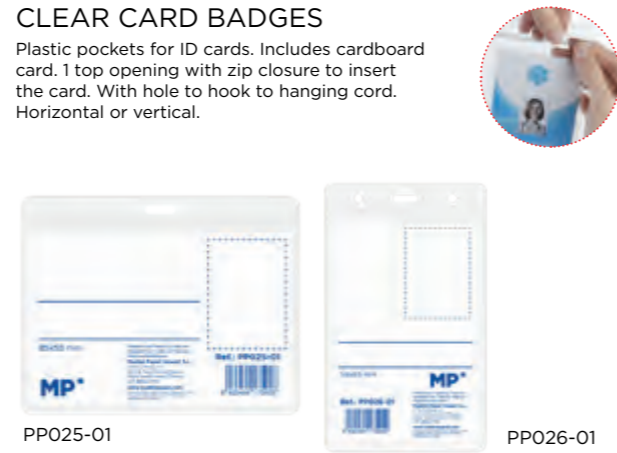 CLEAR CARD BADGES
Plastic pockets for ID cards. Includes cardboard
card. 1 top opening with zip closure to insert
the card. With hole to hook to hanging cord.
Horizontal or vertical.
Ref.: PP025-01
MP
MP
Ref.: PP026-01
PP025-01
PP026-01